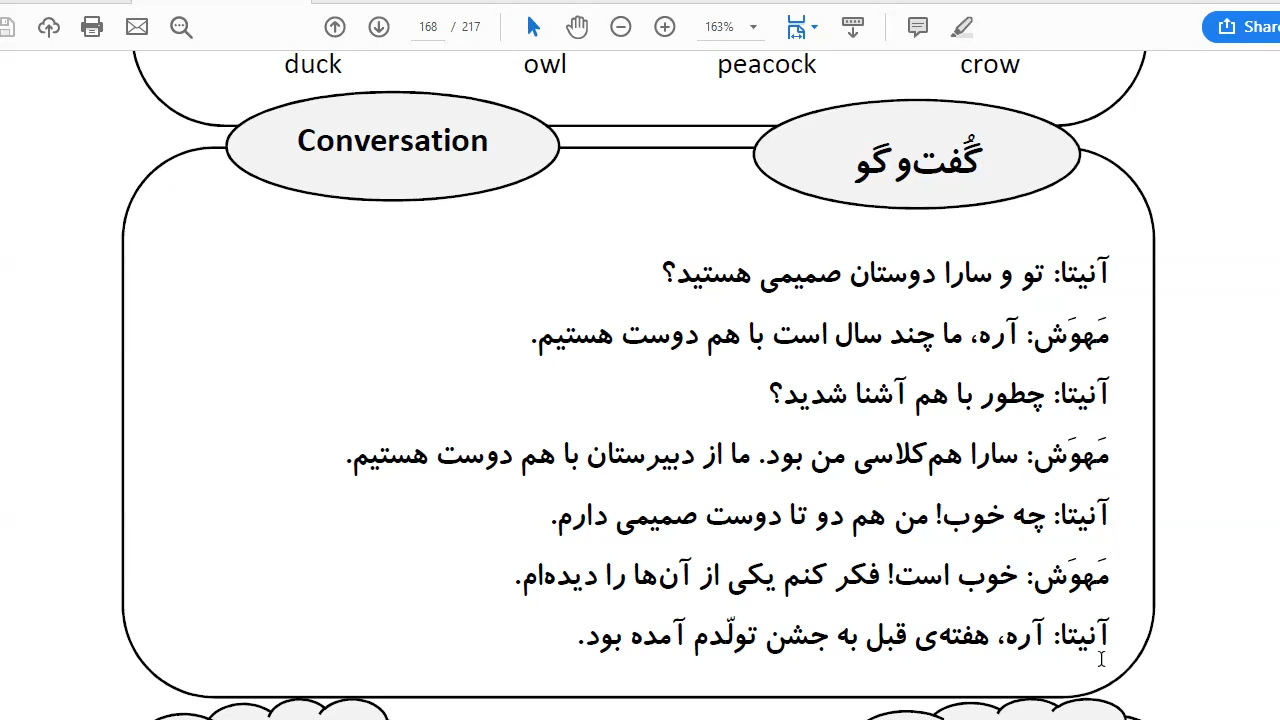 168 / 217
163%
Share
duck owl peacock crow
Conversation
گُفت‌و گو
آنیتا: تو و سارا دوستان صمیمی هستید؟
مَهوَش: آره، ما چند سال است با هم دوست هستیم.
آنیتا: چطور با هم آشنا شدید؟
مَهوَش: سارا هم‌کلاسی من بود. ما از دبیرستان با هم دوست هستیم.
آنیتا: چه خوب! من هم دو تا دوست صمیمی دارم.
مَهوَش: خوب است! فکر کنم یکی از آن‌ها را دیده‌ام.
آنیتا: آره، هفته‌ی قبل به جشن تولّدم آمده بود.